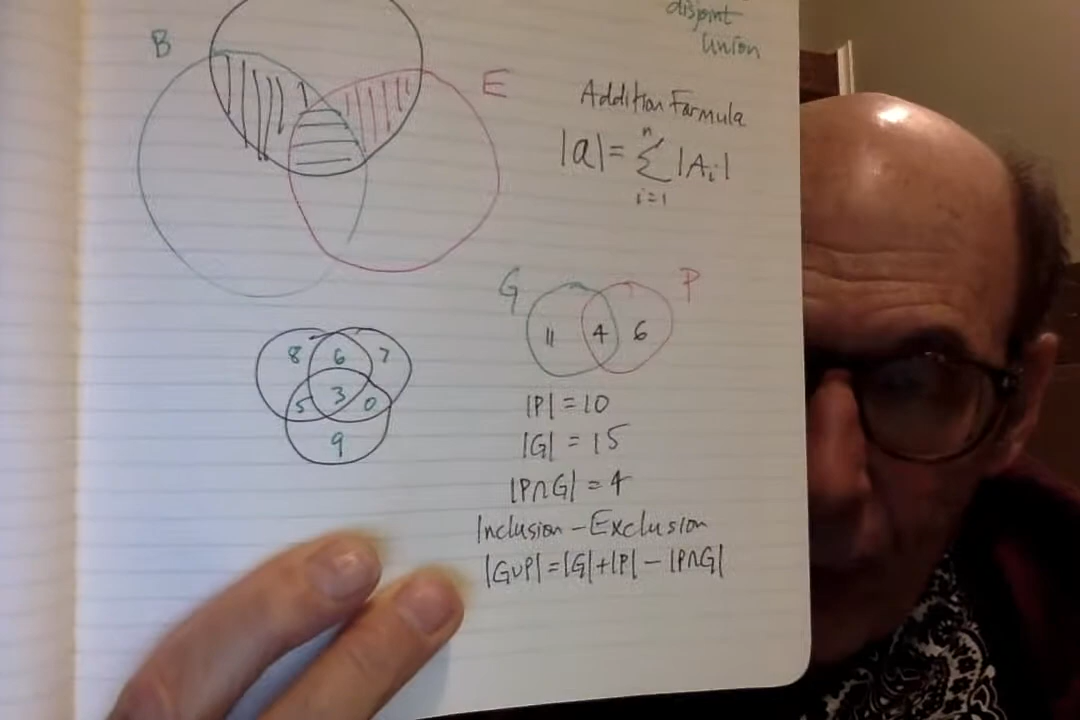 disjoint
Union
B
E
Addition Formula
|a| = n Σ i=1 |Ai|
G
P
11 4 6
8 6 7
5 3 0
9
|P| = 10
|G| = 15
|P∩G| = 4
Inclusion - Exclusion
|G∪P| = |G| + |P| - |P∩G|